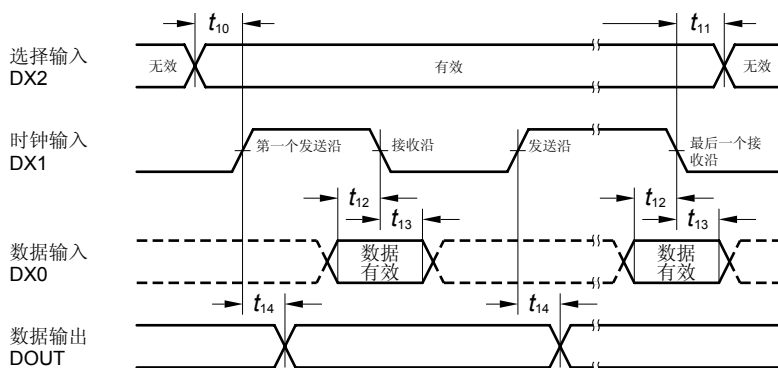 t10
t11
选择输入
DX2
无效
有效
无效
时钟输入
DX1
第一个发送沿
接收沿
发送沿
最后一个接
收沿
t12
t13
t12
t13
数据输入
DX0
数据
有效
数据
有效
t14
t14
数据输出
DOUT